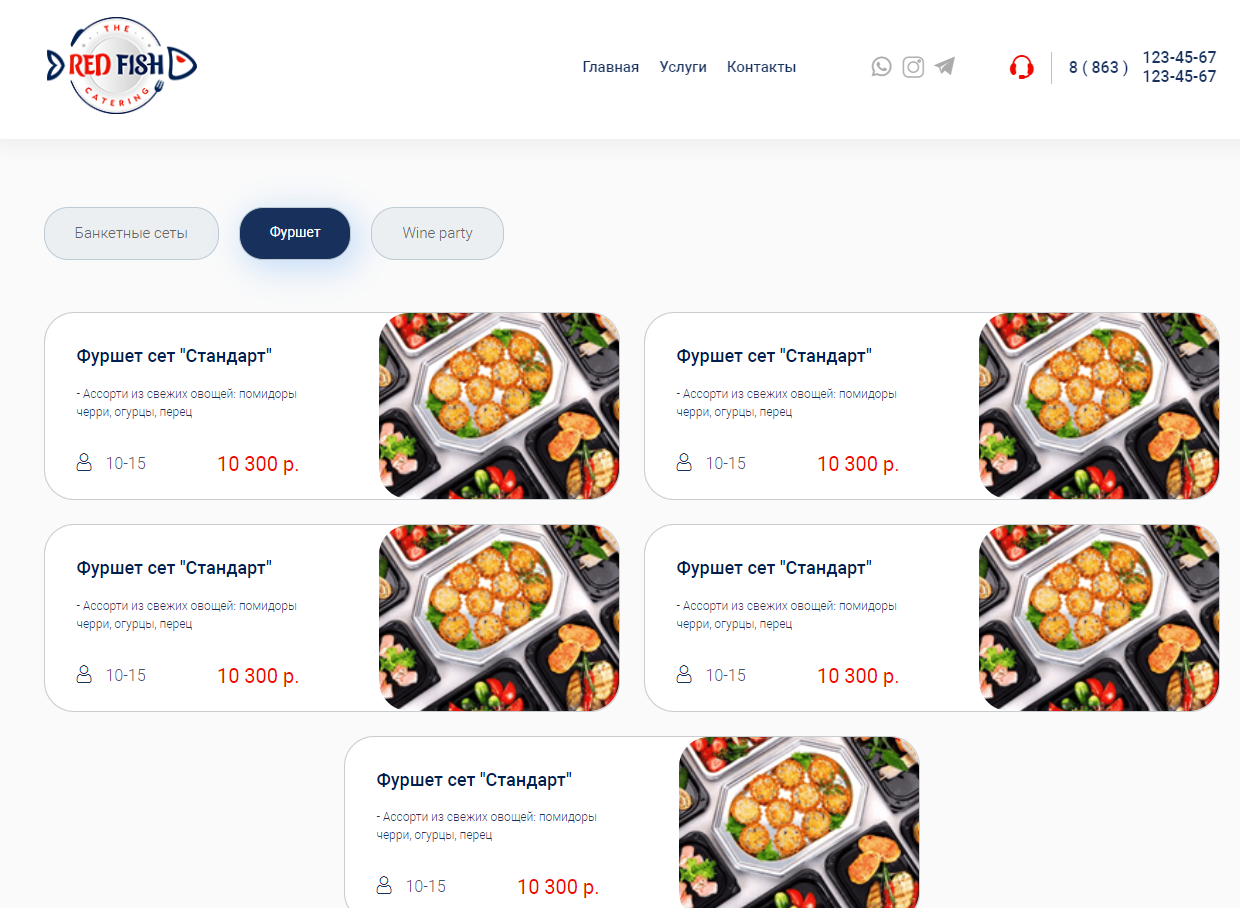 THE
RED FISH
CATERING
Главная Услуги Контакты
8 ( 863 )
123-45-67
123-45-67
Банкетные сеты Фуршет Wine party
Фуршет сет "Стандарт"
- Ассорти из свежих овощей: помидоры
черри, огурцы, перец
10-15 10 300 р.
Фуршет сет "Стандарт"
- Ассорти из свежих овощей: помидоры
черри, огурцы, перец
10-15 10 300 р.
Фуршет сет "Стандарт"
- Ассорти из свежих овощей: помидоры
черри, огурцы, перец
10-15 10 300 р.
Фуршет сет "Стандарт"
- Ассорти из свежих овощей: помидоры
черри, огурцы, перец
10-15 10 300 р.
Фуршет сет "Стандарт"
- Ассорти из свежих овощей: помидоры
черри, огурцы, перец
10-15 10 300 р.